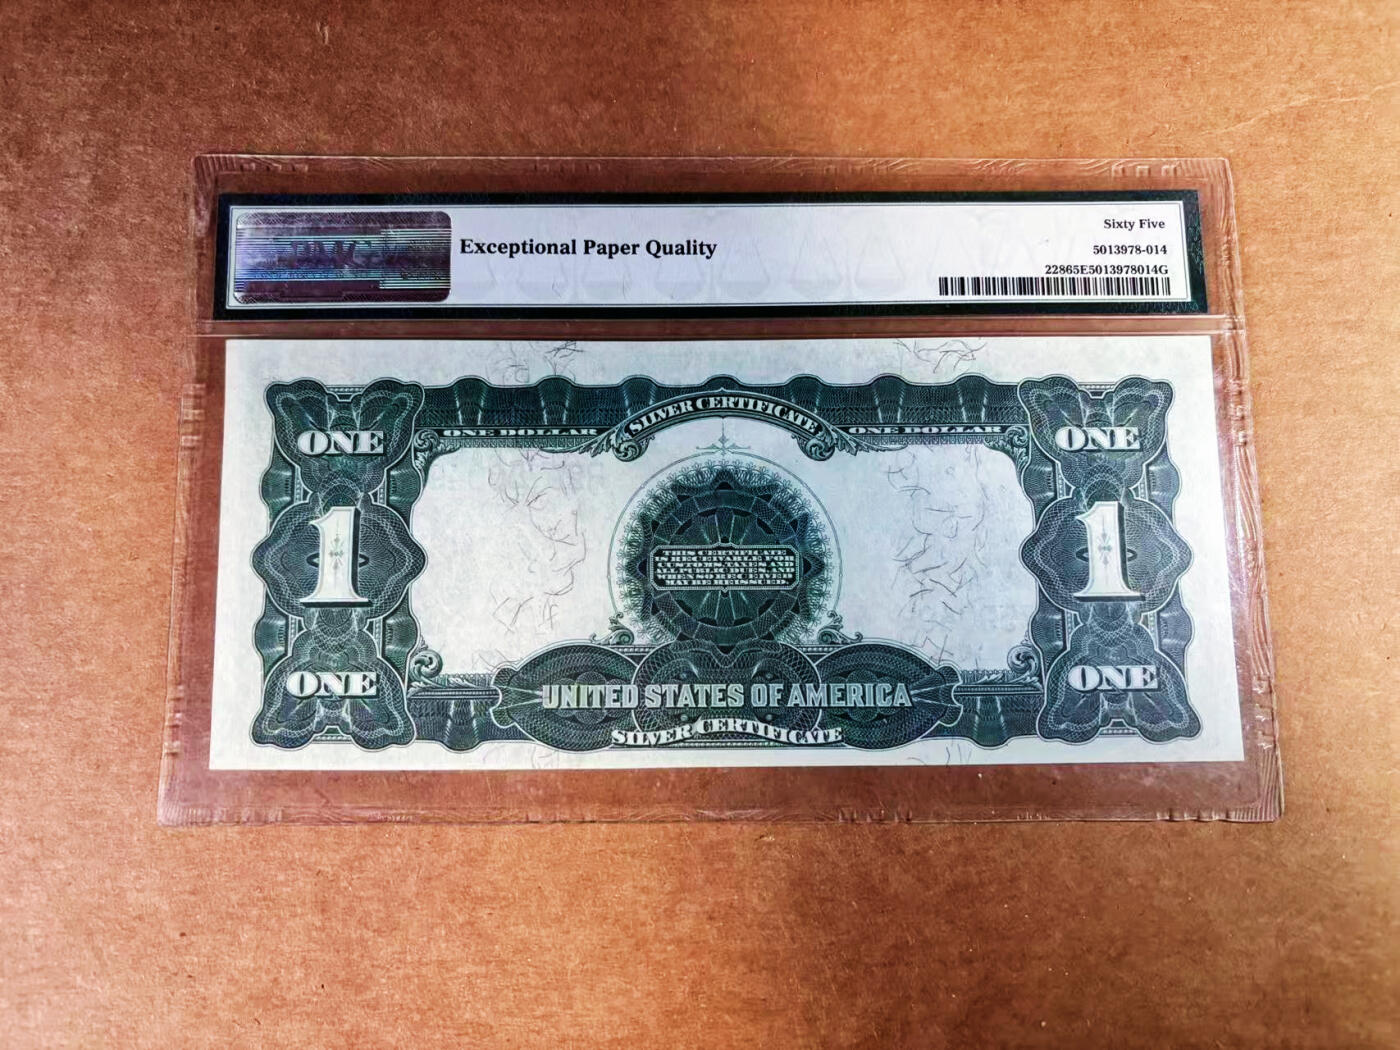 Exceptional Paper Quality
Sixty Five
5013978-014
22865E5013978014G
SILVER CERTIFICATE
ONE DOLLAR
ONE DOLLAR
ONE
ONE
1
1
THIS CERTIFICATE
IS RECEIVABLE FOR
CUSTOMS, TAXES AND
ALL PUBLIC DUES, AND
WHEN SO RECEIVED
MAY BE REISSUED.
ONE
ONE
UNITED STATES OF AMERICA
SILVER CERTIFICATE